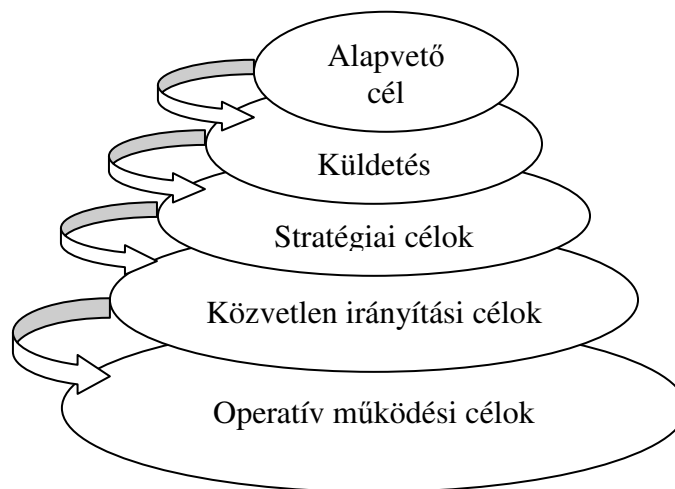 Alapvető
cél
Küldetés
Stratégiai célok
Közvetlen irányítási célok
Operatív működési célok